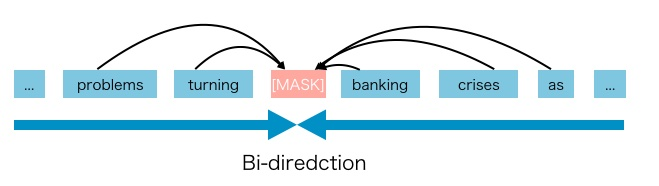 ... problems turning [MASK] banking crises as ...
Bi-diredction